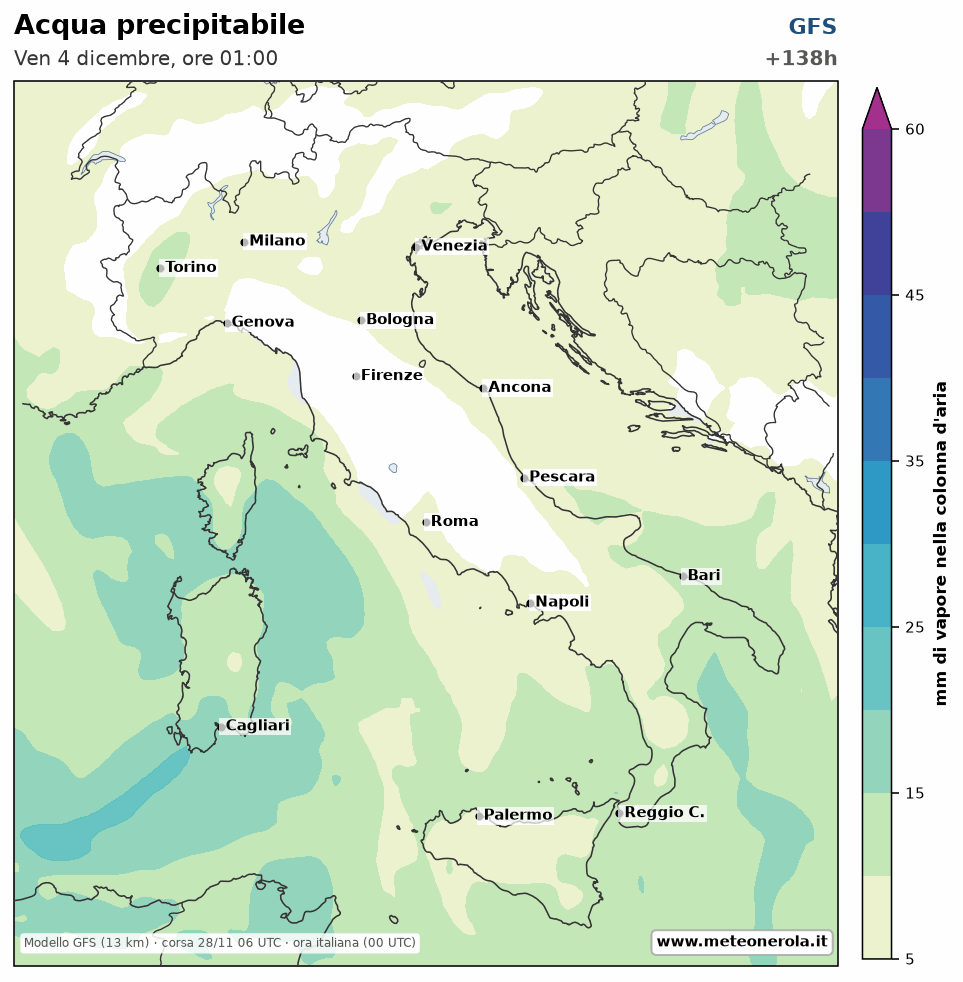 Acqua precipitabile
GFS
Ven 4 dicembre, ore 01:00
+138h
60
Milano
Venezia
Torino
45
Genova
Bologna
Firenze
Ancona
35
Pescara
Roma
Bari
Napoli
25
Cagliari
15
Palermo
Reggio C.
mm di vapore nella colonna d'aria
Modello GFS (13 km) · corsa 28/11 06 UTC · ora italiana (00 UTC)
www.meteonerola.it
5